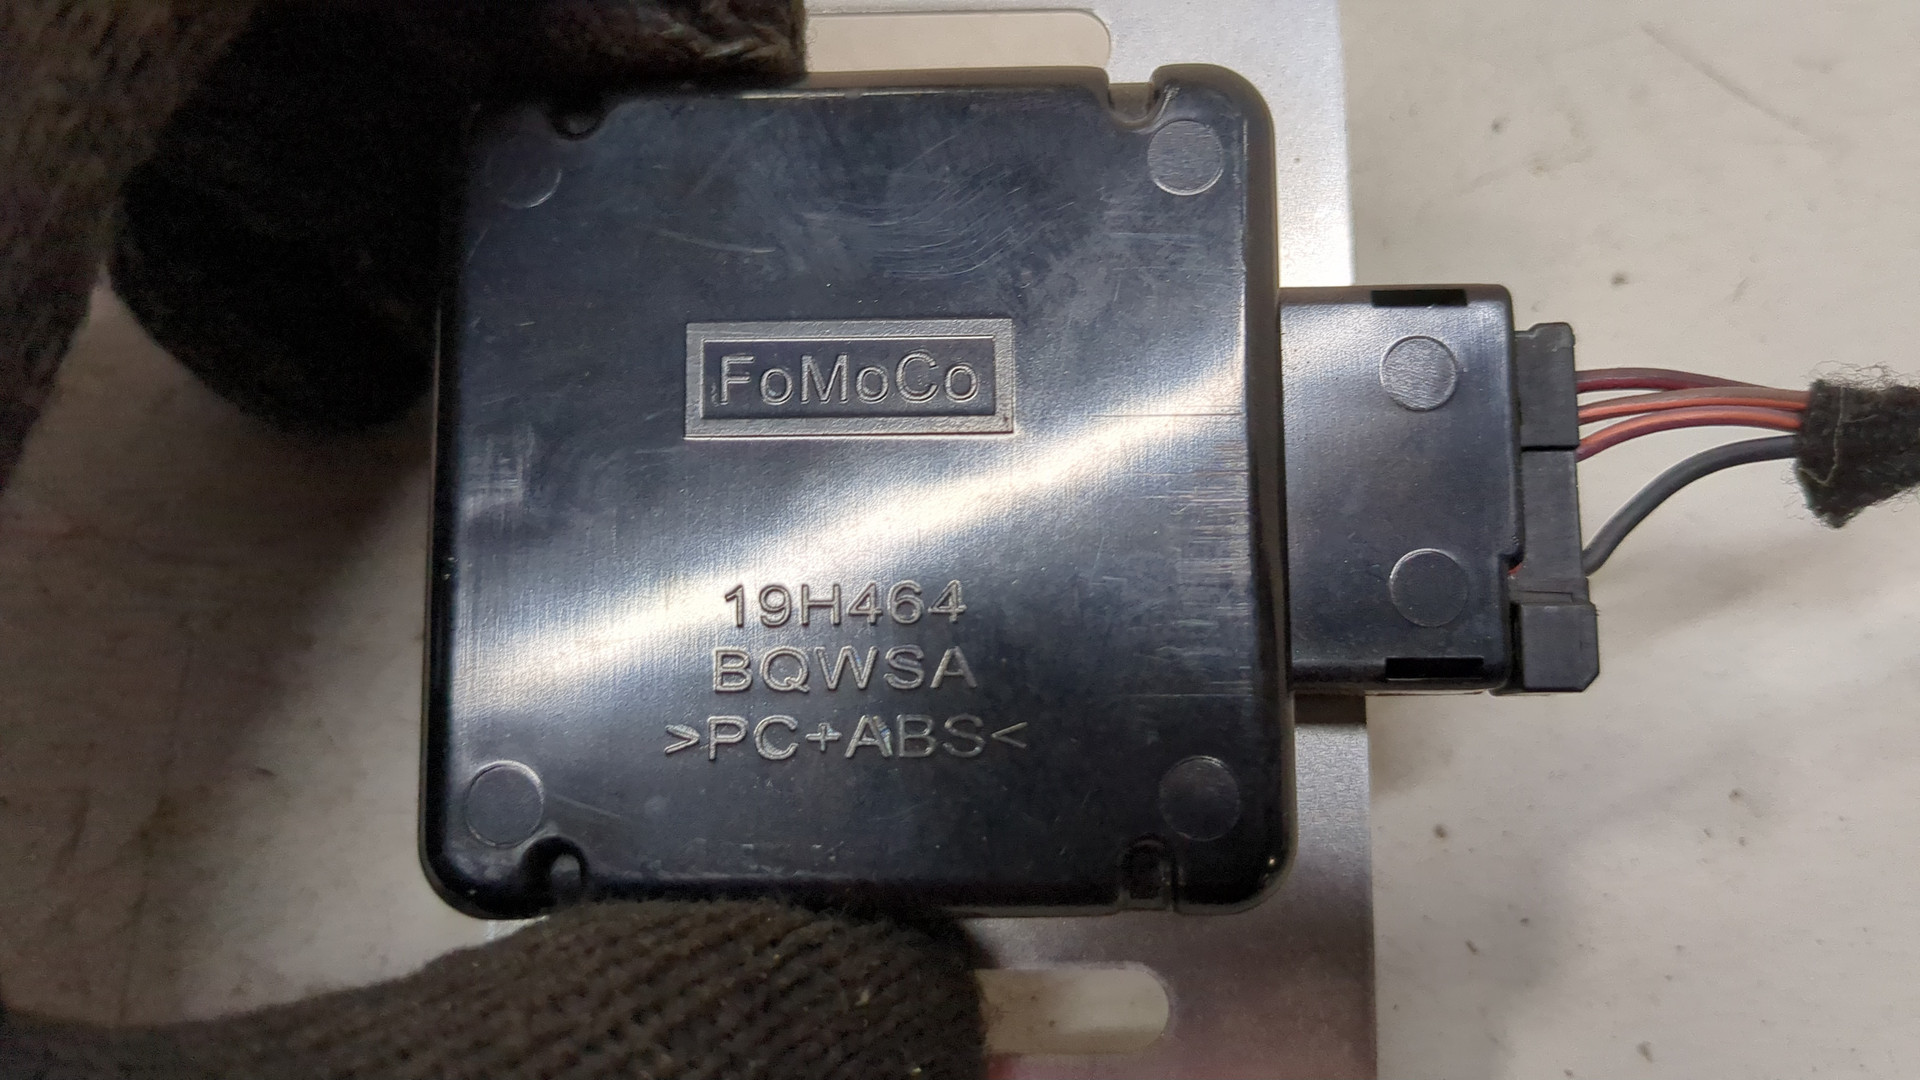 FoMoCo
19H464
BQWSA
>PC+ABS<